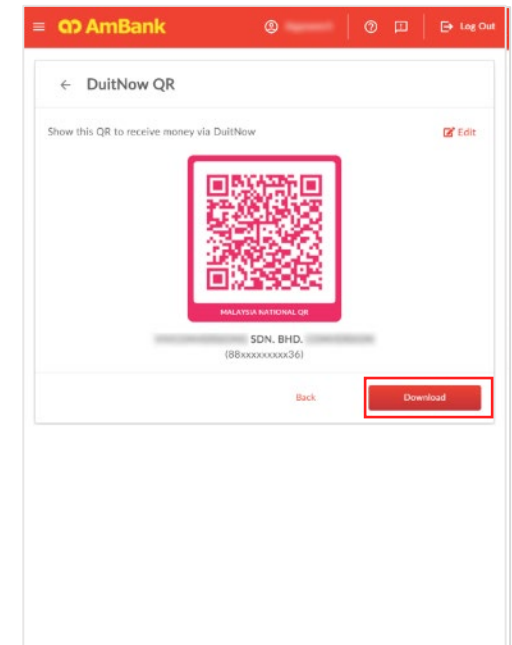 AmBank
Log Out
DuitNow QR
Show this QR to receive money via DuitNow
Edit
MALAYSIA NATIONAL QR
SDN. BHD.
(88xxxxxxxxx36)
Back
Download